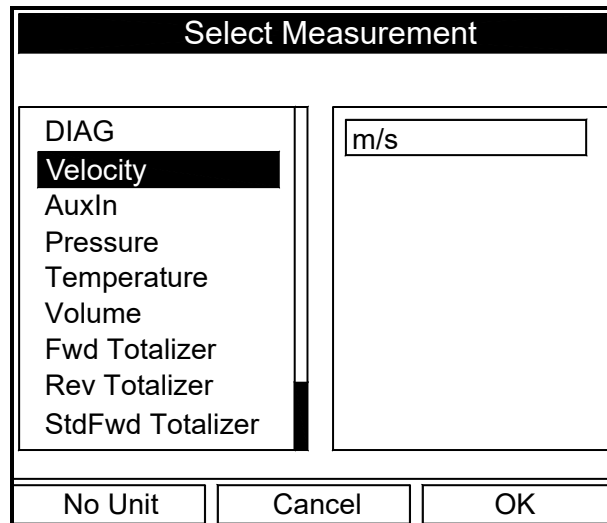 Select Measurement
DIAG
Velocity
AuxIn
Pressure
Temperature
Volume
Fwd Totalizer
Rev Totalizer
StdFwd Totalizer
m/s
No Unit
Cancel
OK